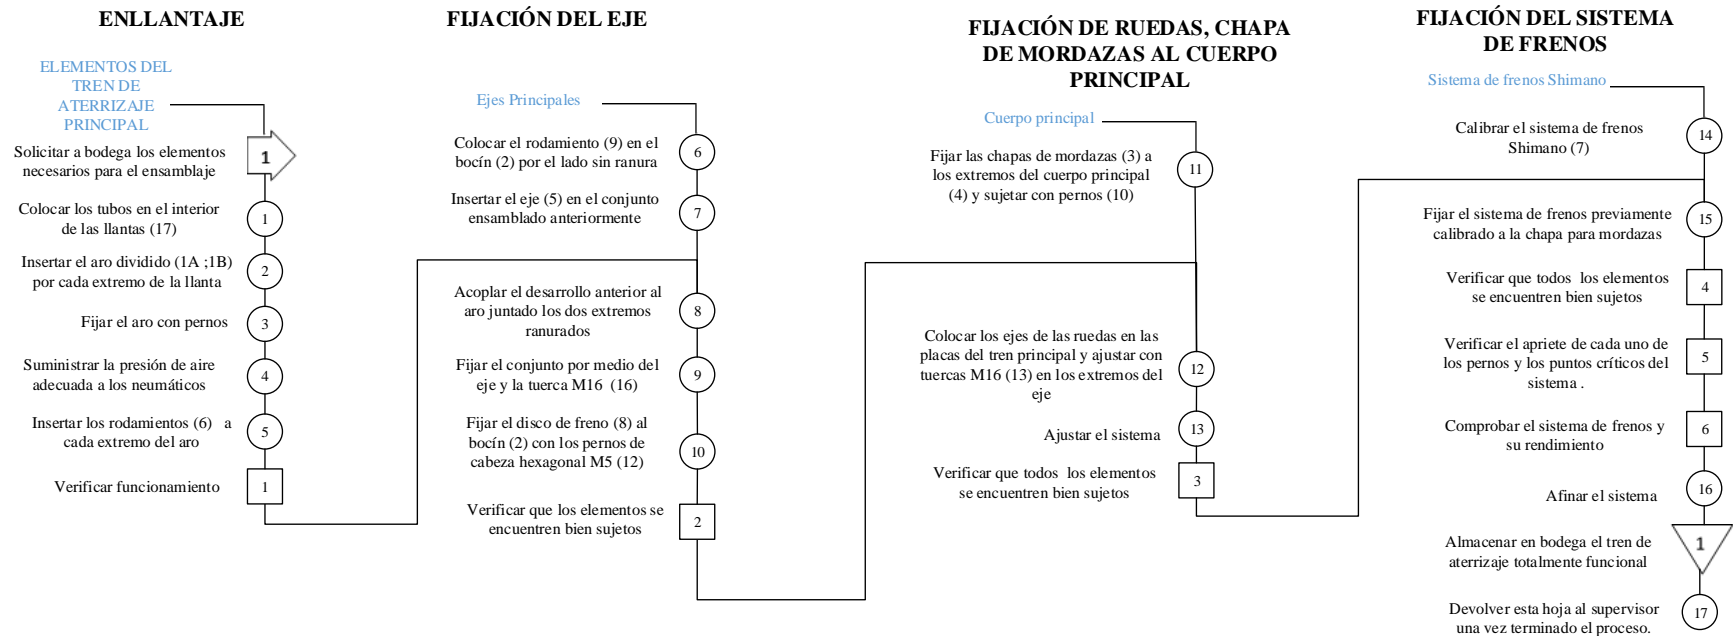 ENLLANTAJE
ELEMENTOS DEL
TREN DE
ATERRIZAJE
PRINCIPAL
Solicitar a bodega los elementos
necesarios para el ensamblaje
1
Colocar los tubos en el interior
de las llantas (17)
1
Insertar el aro dividido (1A ;1B)
por cada extremo de la llanta
2
Fijar el aro con pernos
3
Suministrar la presión de aire
adecuada a los neumáticos
4
Insertar los rodamientos (6) a
cada extremo del aro
5
Verificar funcionamiento
1
FIJACIÓN DEL EJE
Ejes Principales
Colocar el rodamiento (9) en el
bocín (2) por el lado sin ranura
6
Insertar el eje (5) en el conjunto
ensamblado anteriormente
7
Acoplar el desarrollo anterior al
aro juntado los dos extremos
ranurados
8
Fijar el conjunto por medio del
eje y la tuerca M16 (16)
9
Fijar el disco de freno (8) al
bocín (2) con los pernos de
cabeza hexagonal M5 (12)
10
Verificar que los elementos se
encuentren bien sujetos
2
FIJACIÓN DE RUEDAS, CHAPA
DE MORDAZAS AL CUERPO
PRINCIPAL
Cuerpo principal
Fijar las chapas de mordazas (3) a
los extremos del cuerpo principal
(4) y sujetar con pernos (10)
11
Colocar los ejes de las ruedas en las
placas del tren principal y ajustar con
tuercas M16 (13) en los extremos del
eje
12
Ajustar el sistema
13
Verificar que todos los elementos
se encuentren bien sujetos
3
FIJACIÓN DEL SISTEMA
DE FRENOS
Sistema de frenos Shimano
Calibrar el sistema de frenos
Shimano (7)
14
Fijar el sistema de frenos previamente
calibrado a la chapa para mordazas
15
Verificar que todos los elementos
se encuentren bien sujetos
4
Verificar el apriete de cada uno de
los pernos y los puntos críticos del
sistema .
5
Comprobar el sistema de frenos y
su rendimiento
6
Afinar el sistema
16
Almacenar en bodega el tren de
aterrizaje totalmente funcional
1
Devolver esta hoja al supervisor
una vez terminado el proceso.
17